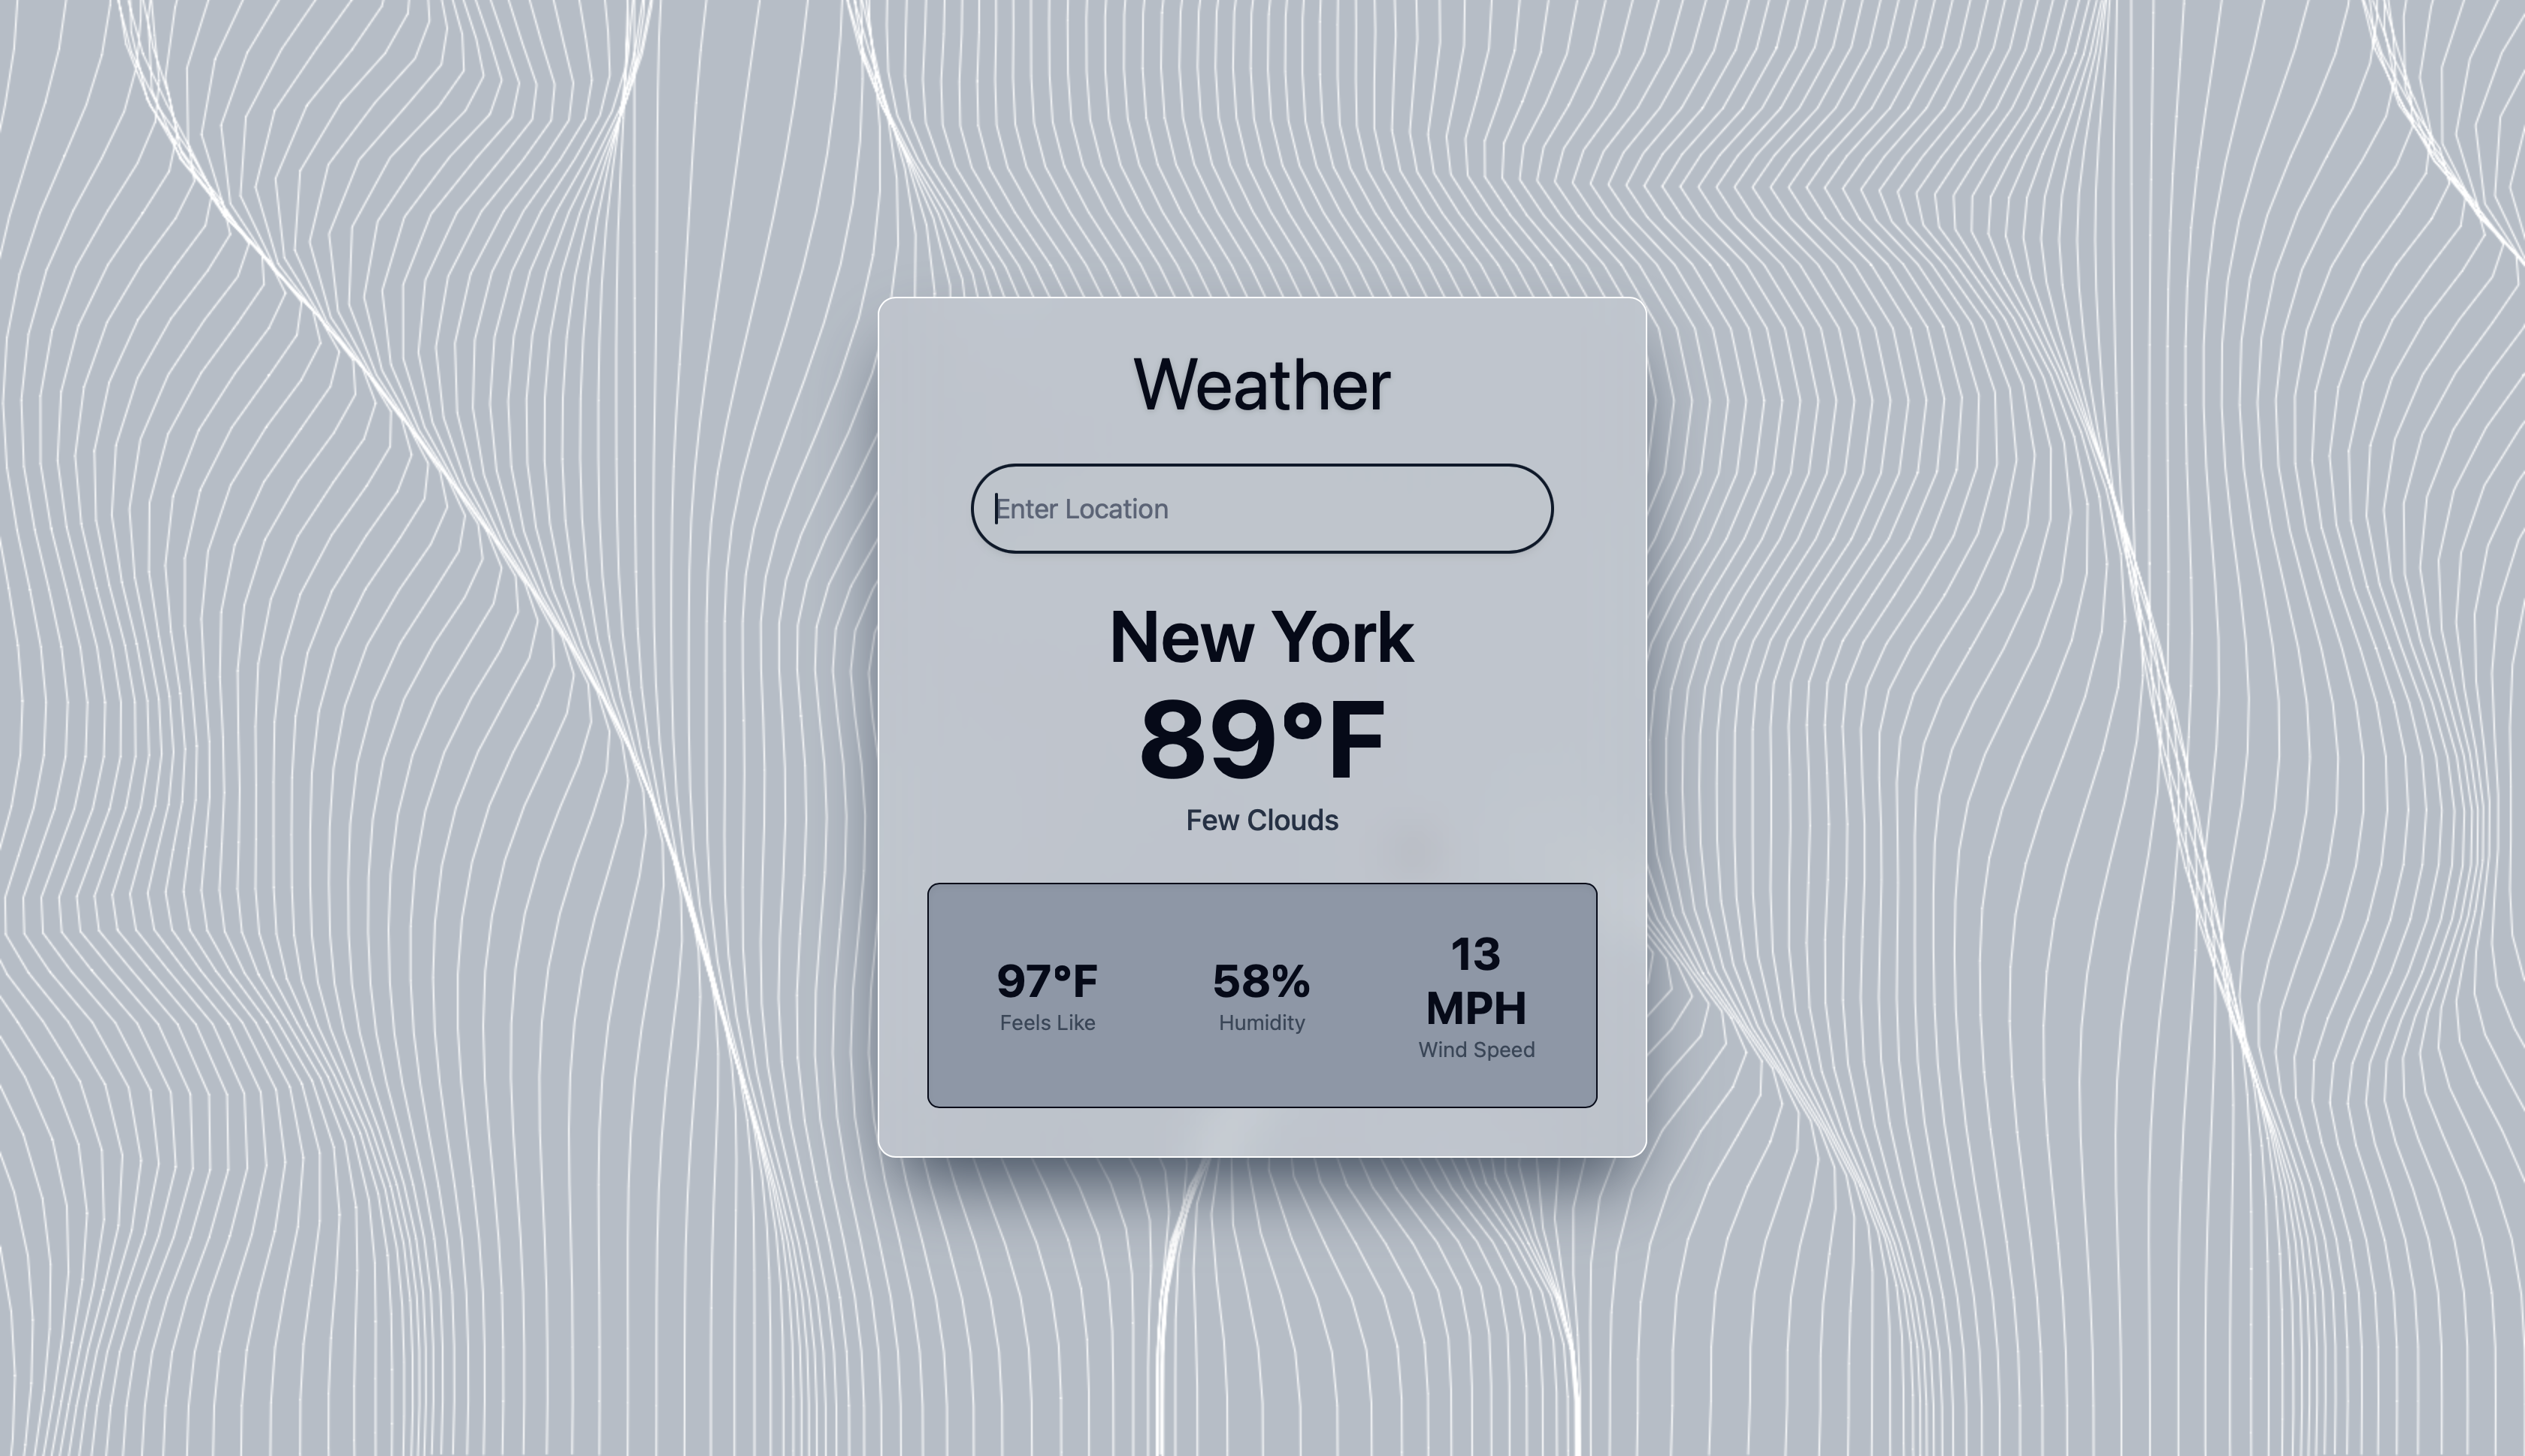 Weather
Enter Location
New York
89°F
Few Clouds
97°F
Feels Like
58%
Humidity
13
MPH
Wind Speed